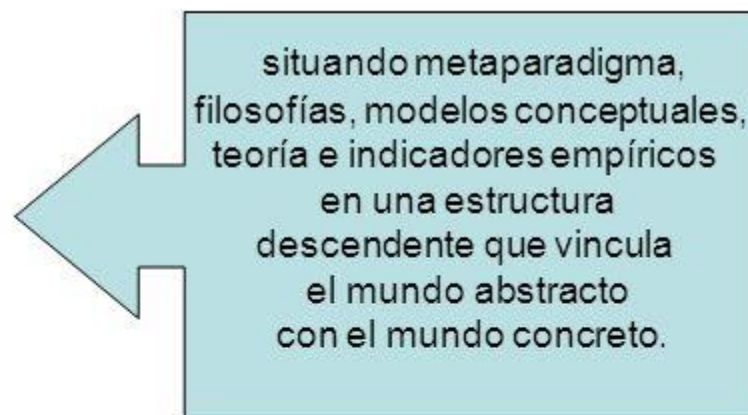 situando metaparadigma,
filosofías, modelos conceptuales,
teoría e indicadores empíricos
en una estructura
descendente que vincula
el mundo abstracto
con el mundo concreto.